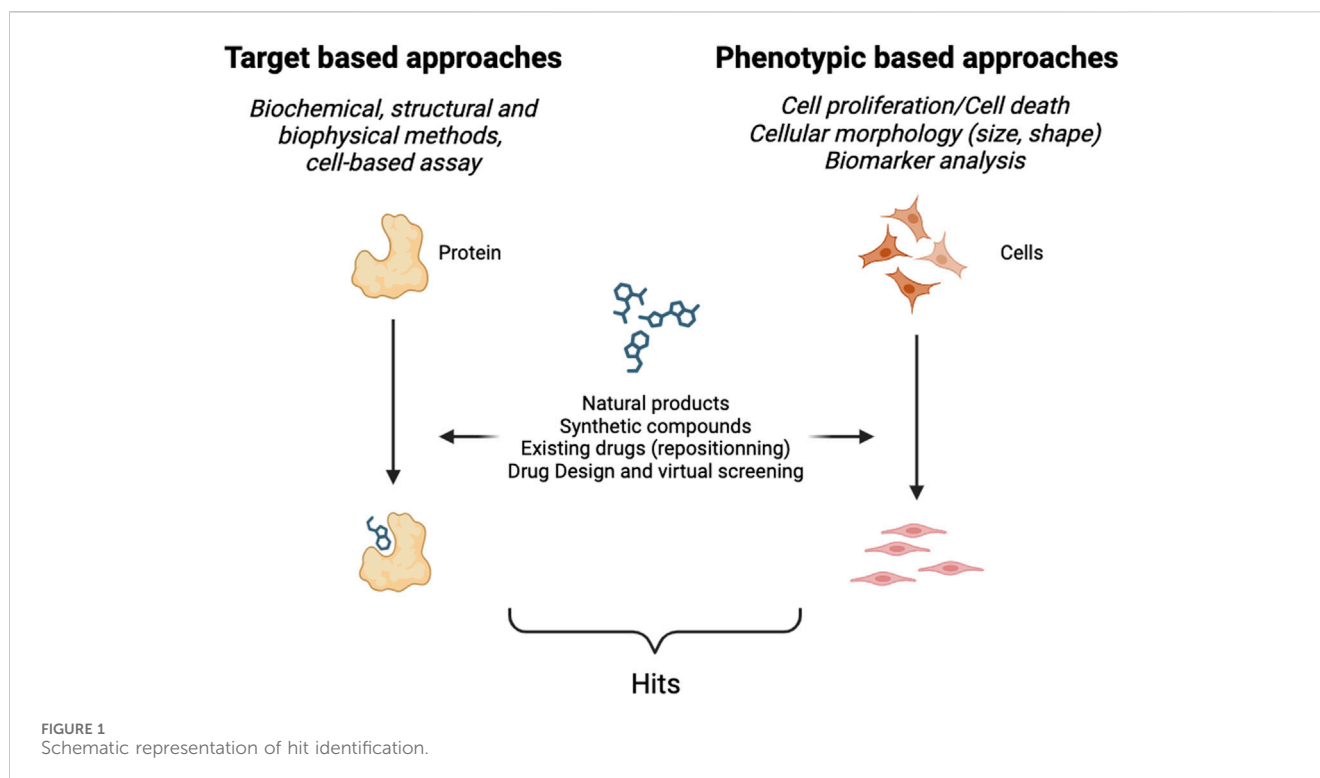 Target based approaches
Biochemical, structural and
biophysical methods,
cell-based assay
Protein
Phenotypic based approaches
Cell proliferation/Cell death
Cellular morphology (size, shape)
Biomarker analysis
Cells
Natural products
Synthetic compounds
Existing drugs (repositionning)
Drug Design and virtual screening
Hits
FIGURE 1
Schematic representation of hit identification.